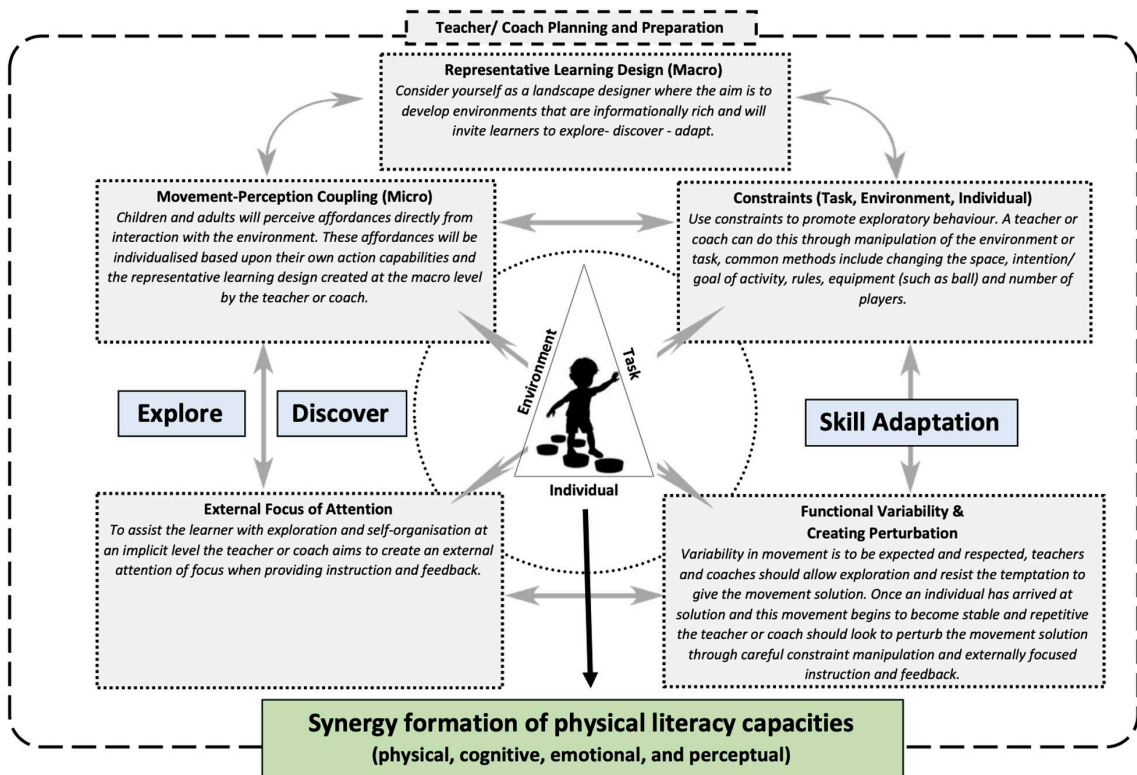 Teacher/ Coach Planning and Preparation
Representative Learning Design (Macro)
Consider yourself as a landscape designer where the aim is to
develop environments that are informationally rich and will
invite learners to explore- discover - adapt.
Movement-Perception Coupling (Micro)
Children and adults will perceive affordances directly from
interaction with the environment. These affordances will be
individualised based upon their own action capabilities and
the representative learning design created at the macro level
by the teacher or coach.
Constraints (Task, Environment, Individual)
Use constraints to promote exploratory behaviour. A teacher or
coach can do this through manipulation of the environment or
task, common methods include changing the space, intention/
goal of activity, rules, equipment (such as ball) and number of
players.
Environment
Task
Individual
Explore
Discover
Skill Adaptation
External Focus of Attention
To assist the learner with exploration and self-organisation at
an implicit level the teacher or coach aims to create an external
attention of focus when providing instruction and feedback.
Functional Variability &
Creating Perturbation
Variability in movement is to be expected and respected, teachers
and coaches should allow exploration and resist the temptation to
give the movement solution. Once an individual has arrived at
solution and this movement begins to become stable and repetitive
the teacher or coach should look to perturb the movement solution
through careful constraint manipulation and externally focused
instruction and feedback.
Synergy formation of physical literacy capacities
(physical, cognitive, emotional, and perceptual)